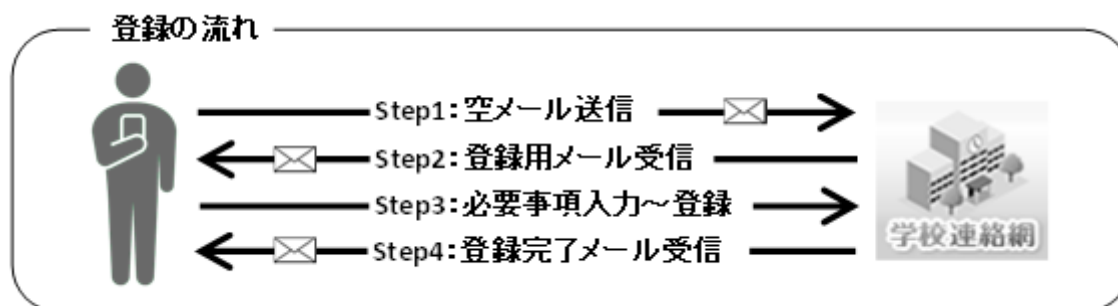 登録の流れ
Step1:空メール送信
Step2:登録用メール受信
Step3:必要事項入力～登録
Step4:登録完了メール受信
学校連絡網